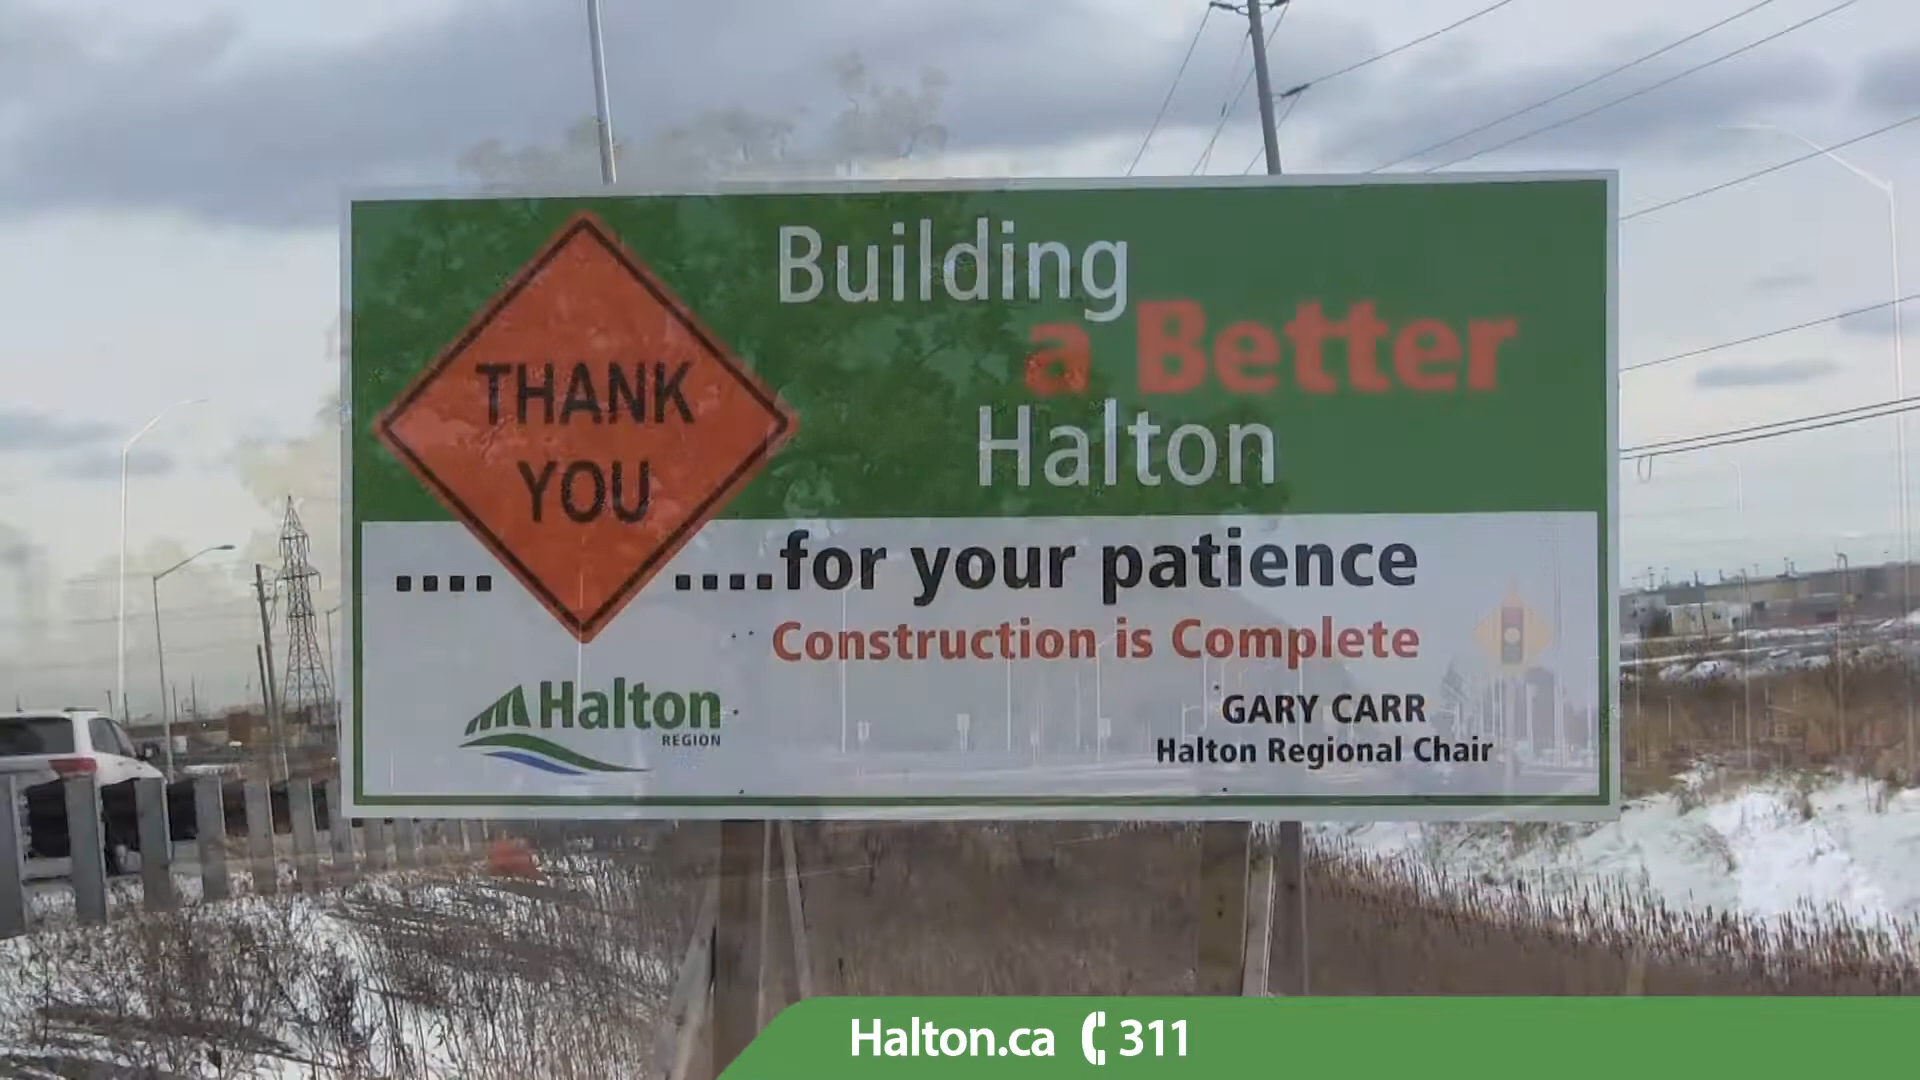 Building
a Better
Halton
THANK
YOU
.... ....for your patience
Construction is Complete
Halton
REGION
GARY CARR
Halton Regional Chair
Halton.ca 311